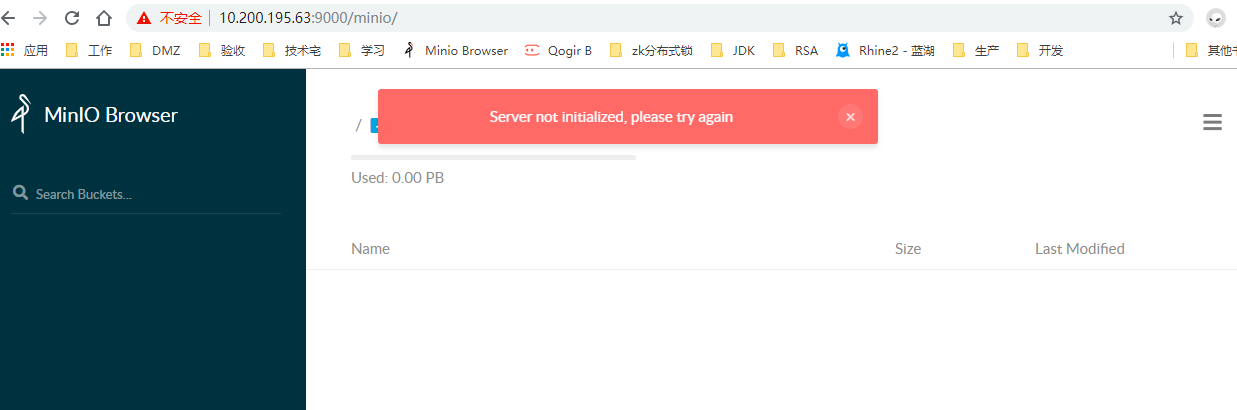 不安全 10.200.195.63:9000/minio/
应用 工作 DMZ 验收 技术宅 学习 Minio Browser Qogir B zk分布式锁 JDK RSA Rhine2 - 蓝湖 生产 开发 其他
MinIO Browser
Server not initialized, please try again
/
Used: 0.00 PB
Search Buckets...
Name Size Last Modified